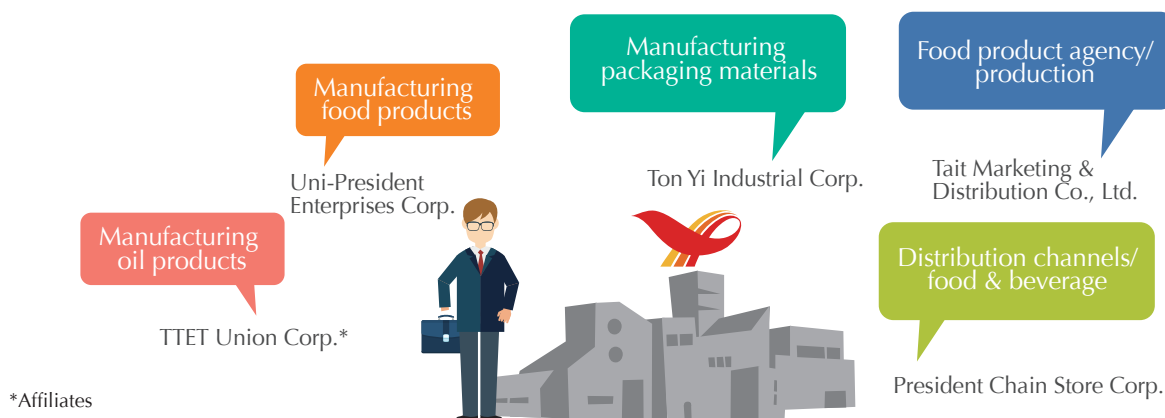 Manufacturing
oil products
TTET Union Corp.*
Manufacturing
food products
Uni-President
Enterprises Corp.
Manufacturing
packaging materials
Ton Yi Industrial Corp.
Food product agency/
production
Tait Marketing &
Distribution Co., Ltd.
Distribution channels/
food & beverage
President Chain Store Corp.
*Affiliates